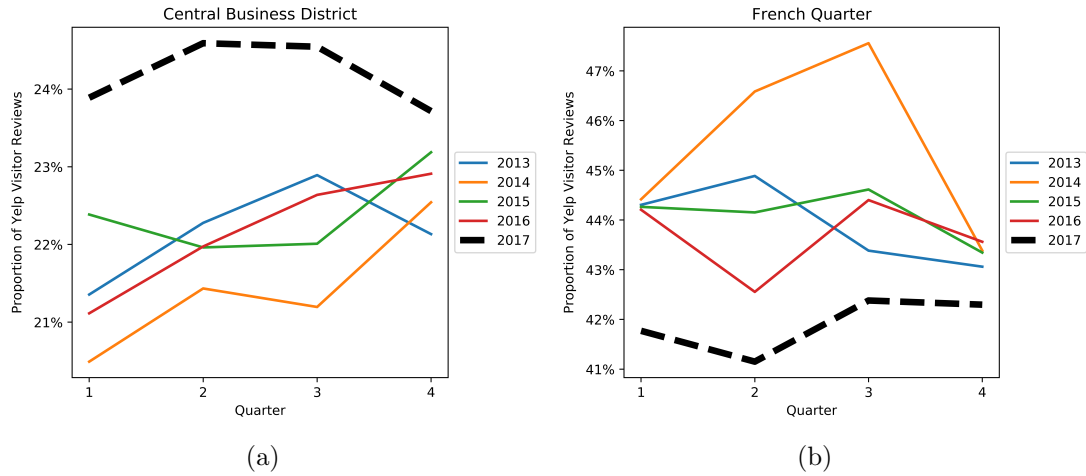 Central Business District
Proportion of Yelp Visitor Reviews
24%
23%
22%
21%
1 2 3 4
Quarter
2013
2014
2015
2016
2017
(a)
French Quarter
Proportion of Yelp Visitor Reviews
47%
46%
45%
44%
43%
42%
41%
1 2 3 4
Quarter
2013
2014
2015
2016
2017
(b)